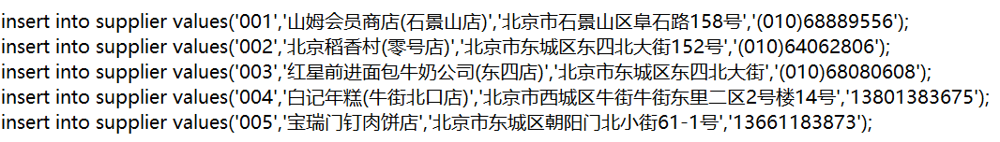 insert into supplier values('001','山姆会员商店(石景山店)','北京市石景山区阜石路158号','(010)68889556');
insert into supplier values('002','北京稻香村(零号店)','北京市东城区东四北大街152号','(010)64062806');
insert into supplier values('003','红星前进面包牛奶公司(东四店)','北京市东城区东四北大街','(010)68080608');
insert into supplier values('004','白记年糕(牛街北口店)','北京市西城区牛街牛街东里二区2号楼14号','13801383675');
insert into supplier values('005','宝瑞门钉肉饼店','北京市东城区朝阳门北小街61-1号','13661183873');